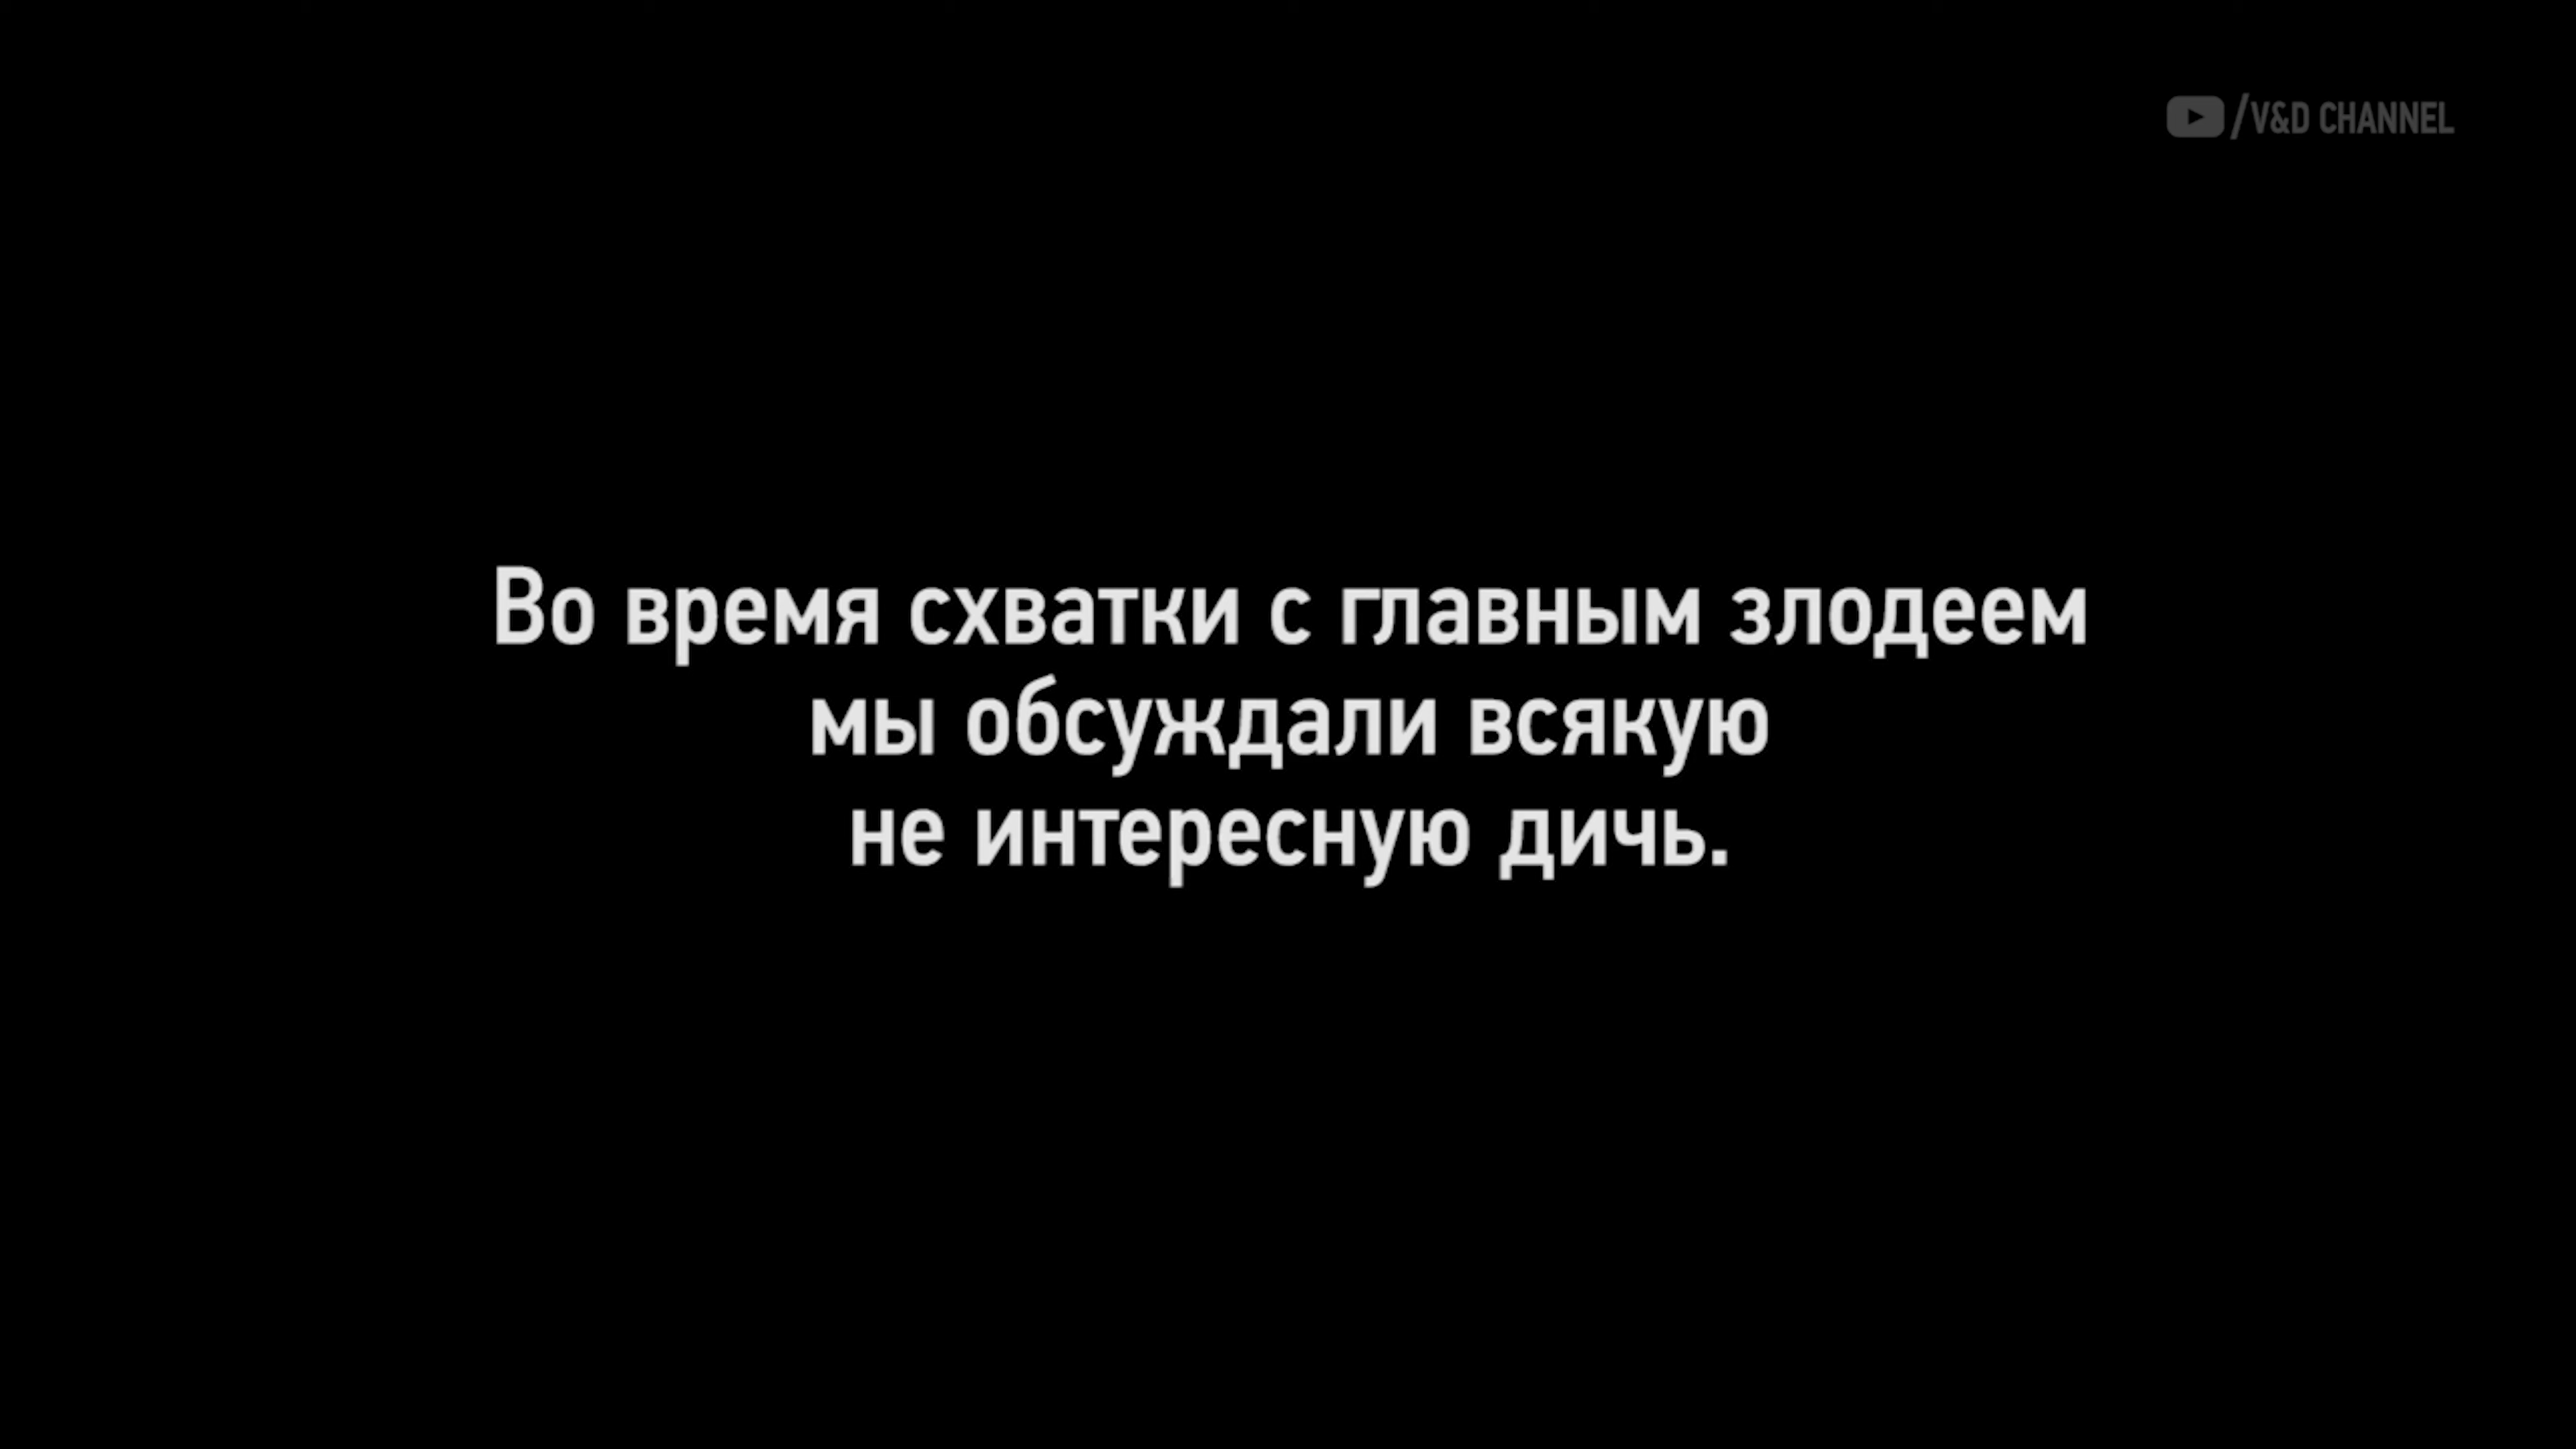 /V&D CHANNEL
Во время схватки с главным злодеем
мы обсуждали всякую
не интересную дичь.